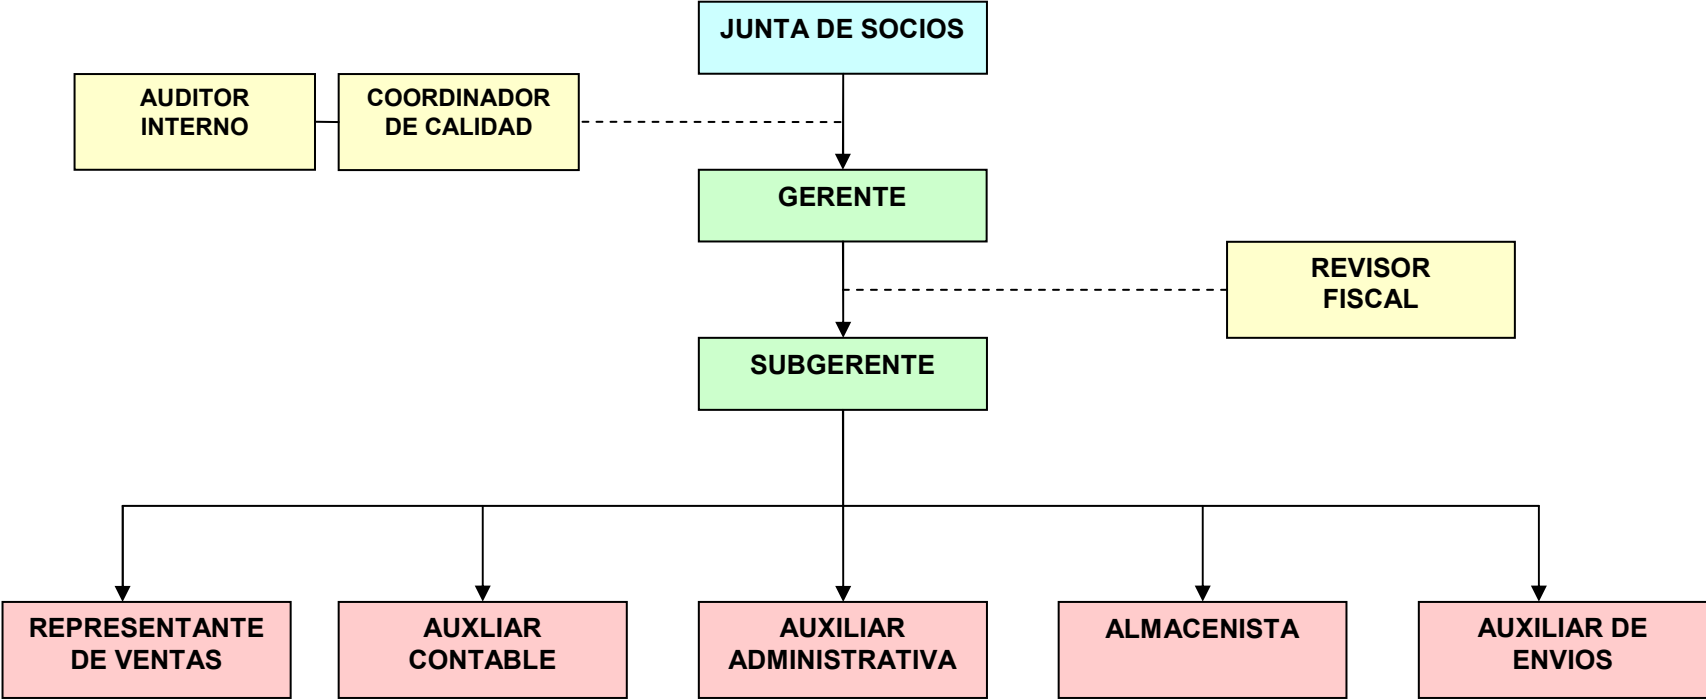 JUNTA DE SOCIOS
AUDITOR
INTERNO
COORDINADOR
DE CALIDAD
GERENTE
REVISOR
FISCAL
SUBGERENTE
REPRESENTANTE
DE VENTAS
AUXLIAR
CONTABLE
AUXILIAR
ADMINISTRATIVA
ALMACENISTA
AUXILIAR DE
ENVIOS